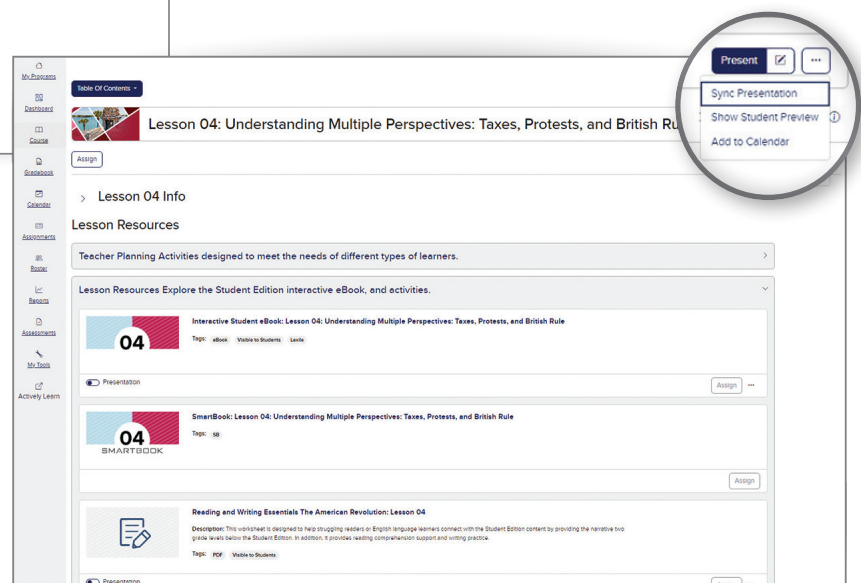 Present
Sync Presentation
Show Student Preview
Add to Calendar
My Programs
Dashboard
Course
Gradebook
Calendar
Assignments
Roster
Reports
Assessments
My Tools
Actively Learn
Table Of Contents
Lesson 04: Understanding Multiple Perspectives: Taxes, Protests, and British Ru
Assign
Lesson 04 Info
Lesson Resources
Teacher Planning Activities designed to meet the needs of different types of learners.
Lesson Resources Explore the Student Edition interactive eBook, and activities.
04
Interactive Student eBook: Lesson 04: Understanding Multiple Perspectives: Taxes, Protests, and British Rule
Tags: eBook Visible to Students Lexile
Presentation
Assign
04
SMARTBOOK
SmartBook: Lesson 04: Understanding Multiple Perspectives: Taxes, Protests, and British Rule
Tags: SB
Assign
Reading and Writing Essentials The American Revolution: Lesson 04
Description: This worksheet is designed to help struggling readers or English language learners connect with the Student Edition content by providing the narrative two
grade levels below the Student Edition. In addition, it provides reading comprehension support and writing practice.
Tags: PDF Visible to Students
Presentation